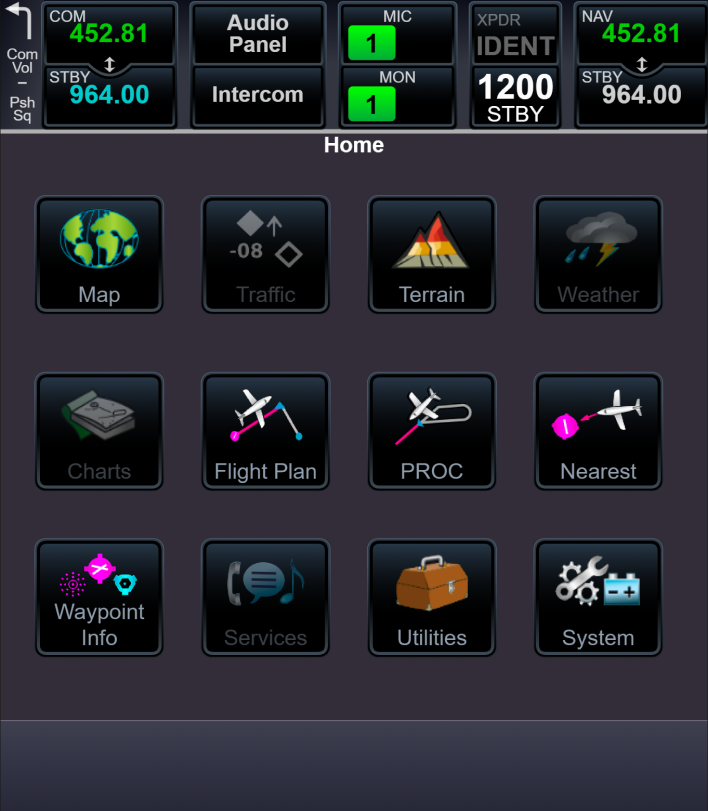 Com
Vol
–
Psh
Sq
COM
452.81
STBY
964.00
Audio
Panel
Intercom
MIC
1
MON
1
XPDR
IDENT
1200
STBY
NAV
452.81
STBY
964.00
Home
Map
-08
Traffic
Terrain
Weather
Charts
Flight Plan
PROC
Nearest
Waypoint
Info
Services
Utilities
System